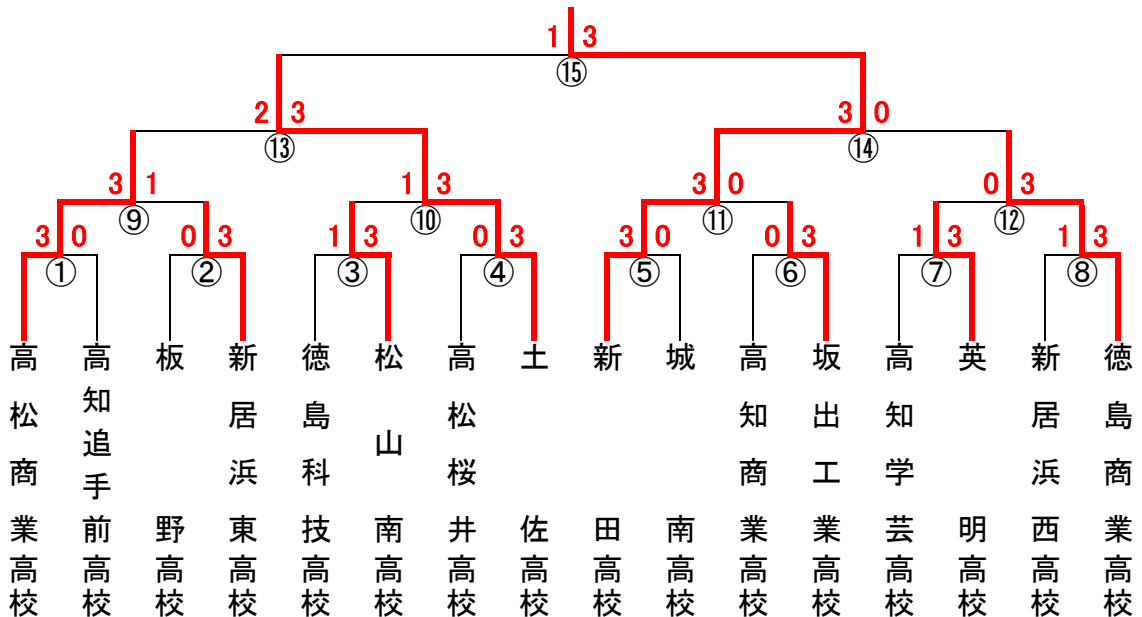 1 3
⑮
2 3
3 0
⑬
⑭
3 1
1 3
3 0
0 3
⑨
⑩
⑪
⑫
3 0
0 3
1 3
0 3
3 0
0 3
1 3
1 3
①
②
③
④
⑤
⑥
⑦
⑧
高松商業高校
高知追手前高校
板野高校
新居浜東高校
徳島科技高校
松山南高校
高松桜井高校
土佐高校
新田高校
城南高校
高知商業高校
坂出工業高校
高知学芸高校
英明高校
新居浜西高校
徳島商業高校